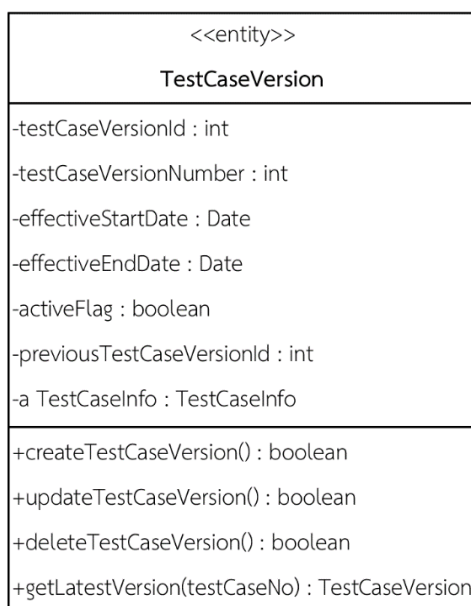 <<entity>>
TestCaseVersion
-testCaseVersionId : int
-testCaseVersionNumber : int
-effectiveStartDate : Date
-effectiveEndDate : Date
-activeFlag : boolean
-previousTestCaseVersionId : int
-a TestCaseInfo : TestCaseInfo
+createTestCaseVersion() : boolean
+updateTestCaseVersion() : boolean
+deleteTestCaseVersion() : boolean
+getLatestVersion(testCaseNo) : TestCaseVersion